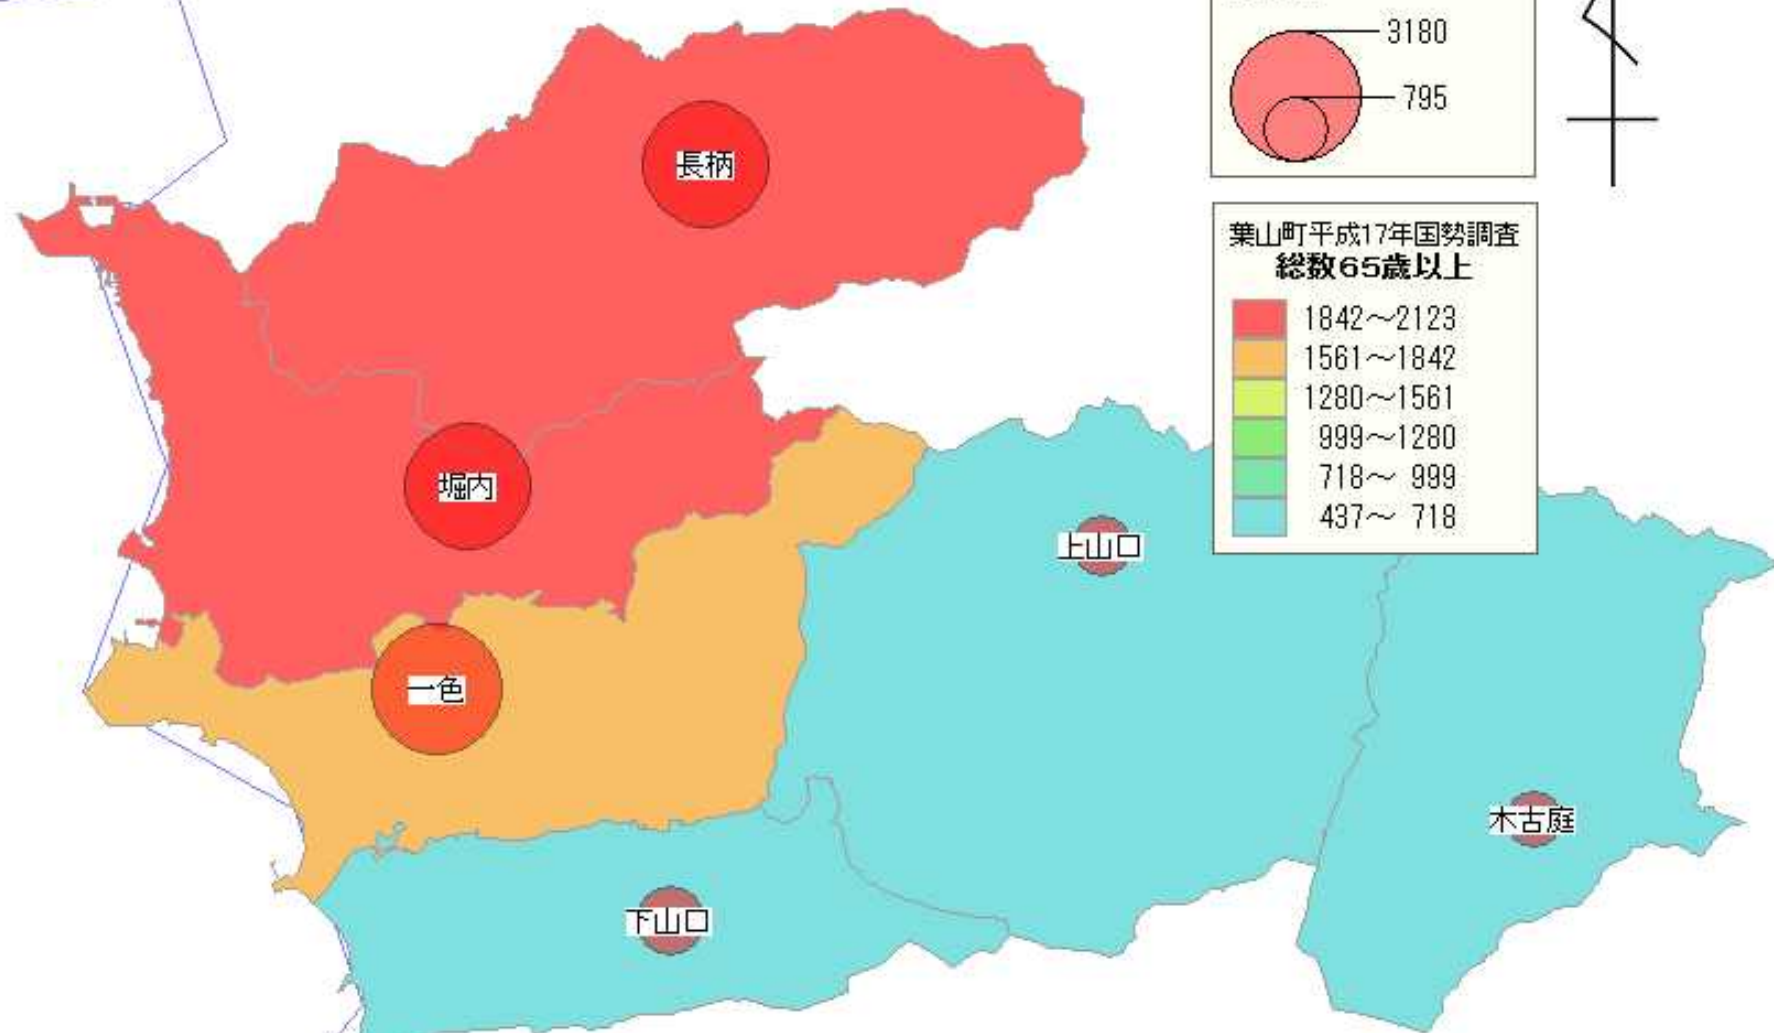 3180
795
長柄
葉山町平成17年国勢調査
総数65歳以上
1842～2123
1561～1842
1280～1561
999～1280
718～ 999
437～ 718
堀内
上山口
一色
木古庭
下山口